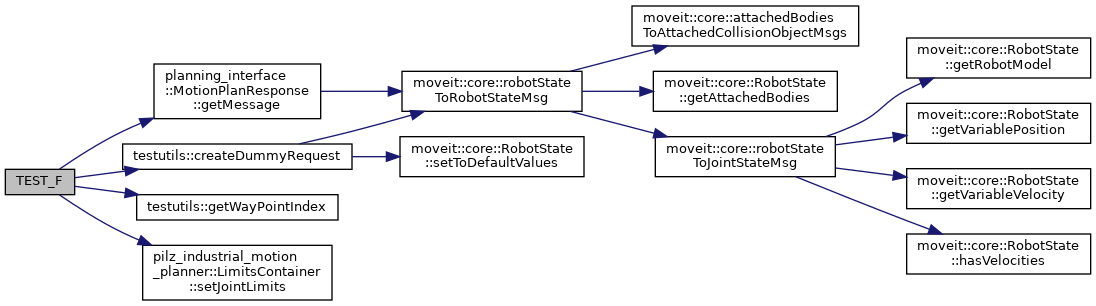 TEST_F
planning_interface
::MotionPlanResponse
::getMessage
testutils::createDummyRequest
testutils::getWayPointIndex
pilz_industrial_motion
_planner::LimitsContainer
::setJointLimits
moveit::core::robotState
ToRobotStateMsg
moveit::core::RobotState
::setToDefaultValues
moveit::core::attachedBodies
ToAttachedCollisionObjectMsgs
moveit::core::RobotState
::getAttachedBodies
moveit::core::robotState
ToJointStateMsg
moveit::core::RobotState
::getRobotModel
moveit::core::RobotState
::getVariablePosition
moveit::core::RobotState
::getVariableVelocity
moveit::core::RobotState
::hasVelocities